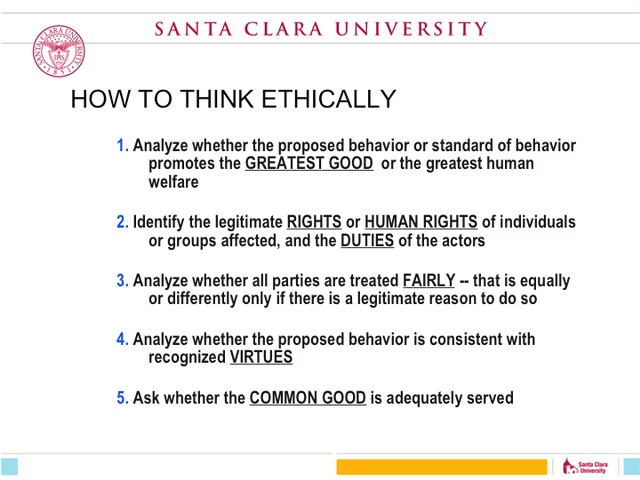 SANTA CLARA UNIVERSITY
SANTA CLARA UNIVERSITY
1851
HOW TO THINK ETHICALLY
1. Analyze whether the proposed behavior or standard of behavior
promotes the GREATEST GOOD or the greatest human
welfare
2. Identify the legitimate RIGHTS or HUMAN RIGHTS of individuals
or groups affected, and the DUTIES of the actors
3. Analyze whether all parties are treated FAIRLY -- that is equally
or differently only if there is a legitimate reason to do so
4. Analyze whether the proposed behavior is consistent with
recognized VIRTUES
5. Ask whether the COMMON GOOD is adequately served
Santa Clara
University